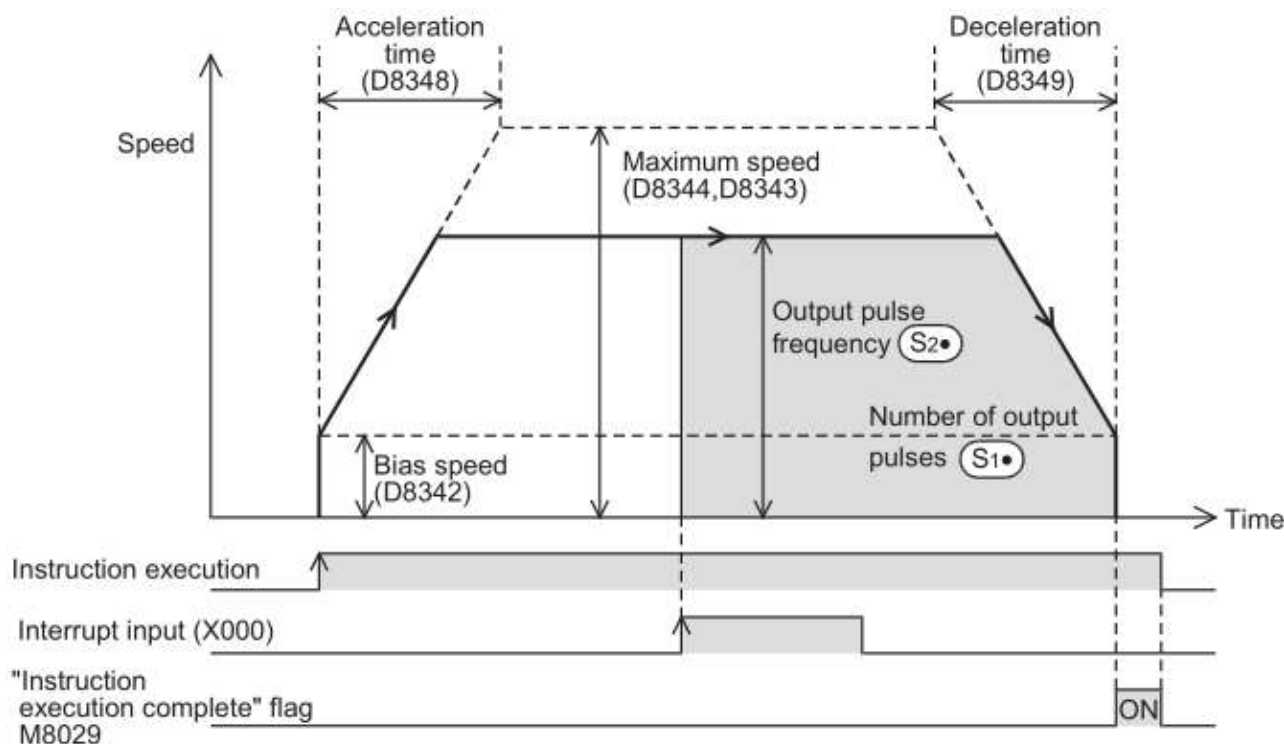 Acceleration
time
(D8348)
Deceleration
time
(D8349)
Speed
Maximum speed
(D8344,D8343)
Output pulse
frequency S2•
Number of output
pulses S1•
Bias speed
(D8342)
Time
Instruction execution
Interrupt input (X000)
"Instruction
execution complete" flag
M8029
ON